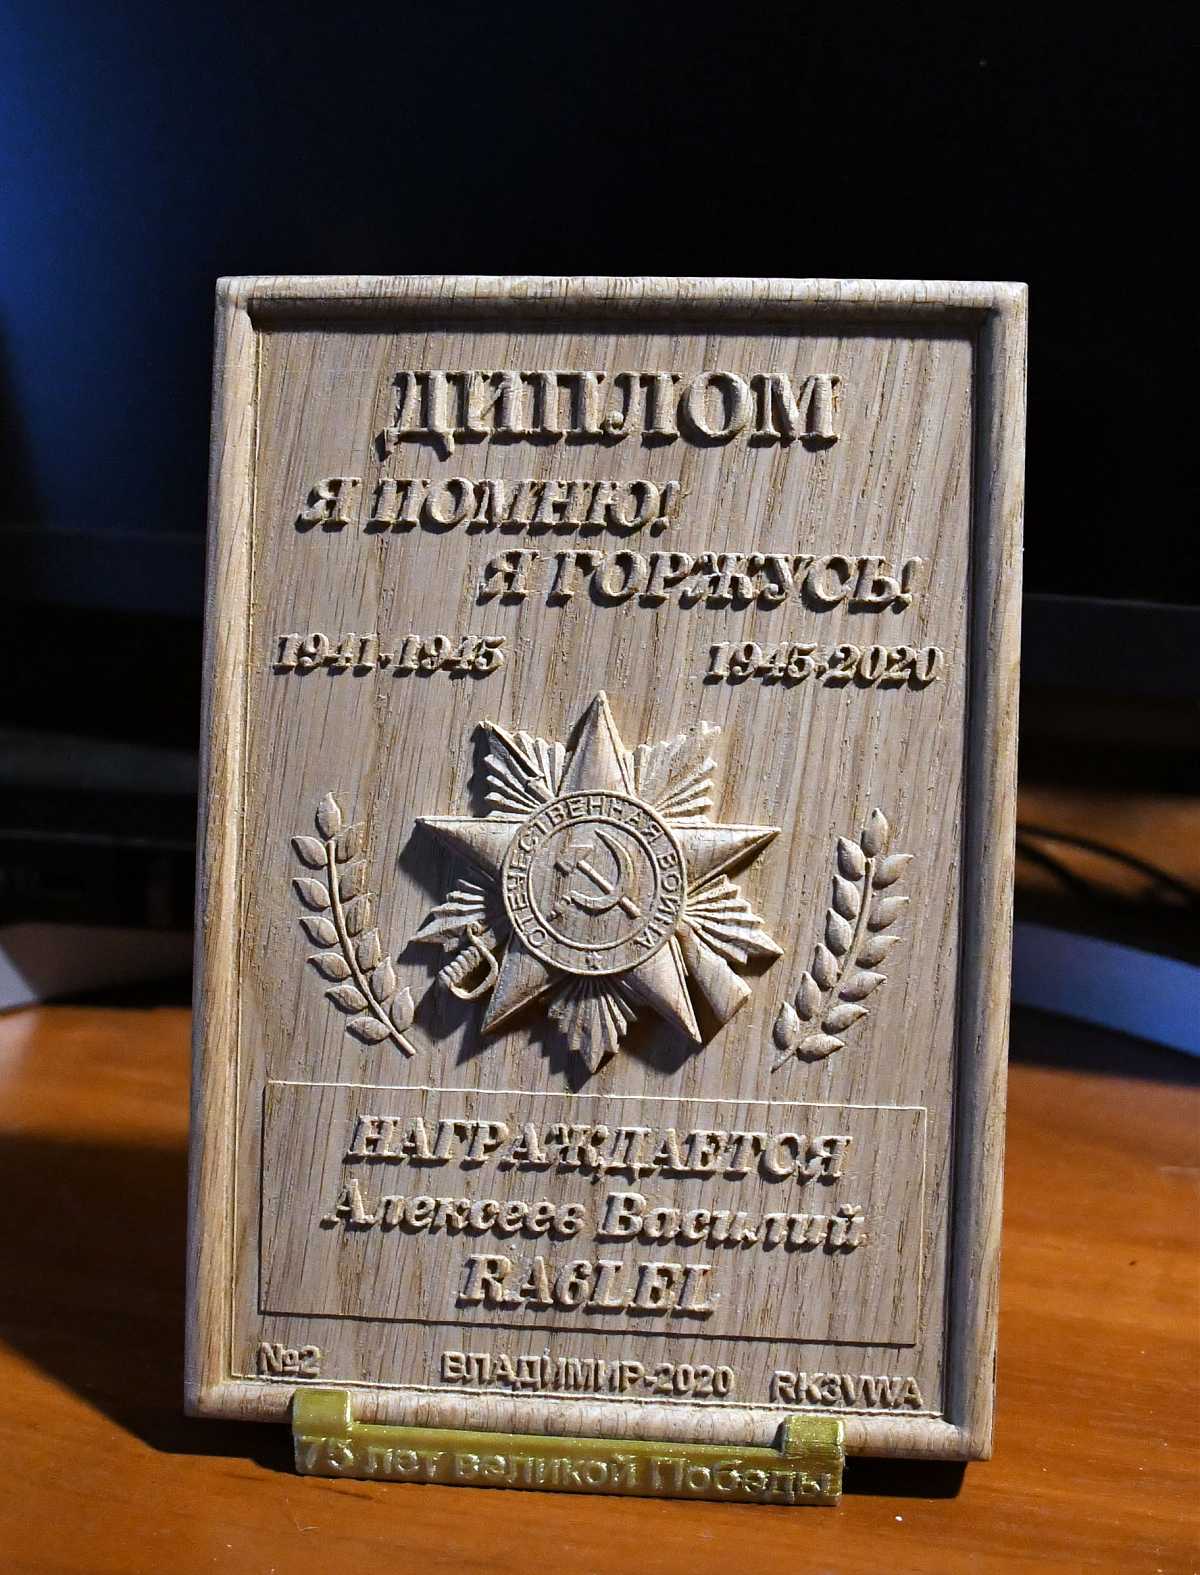 ДИПЛОМ
Я ПОМНЮ!
Я ГОРЖУСЬ!
1941-1945 1945-2020
ОТЕЧЕСТВЕННАЯ ВОЙНА
НАГРАЖДАЕТСЯ
Алексеев Василий
RA6LEL
№2 ВЛАДИМИР-2020 RK3VWA
75 лет великой Победы